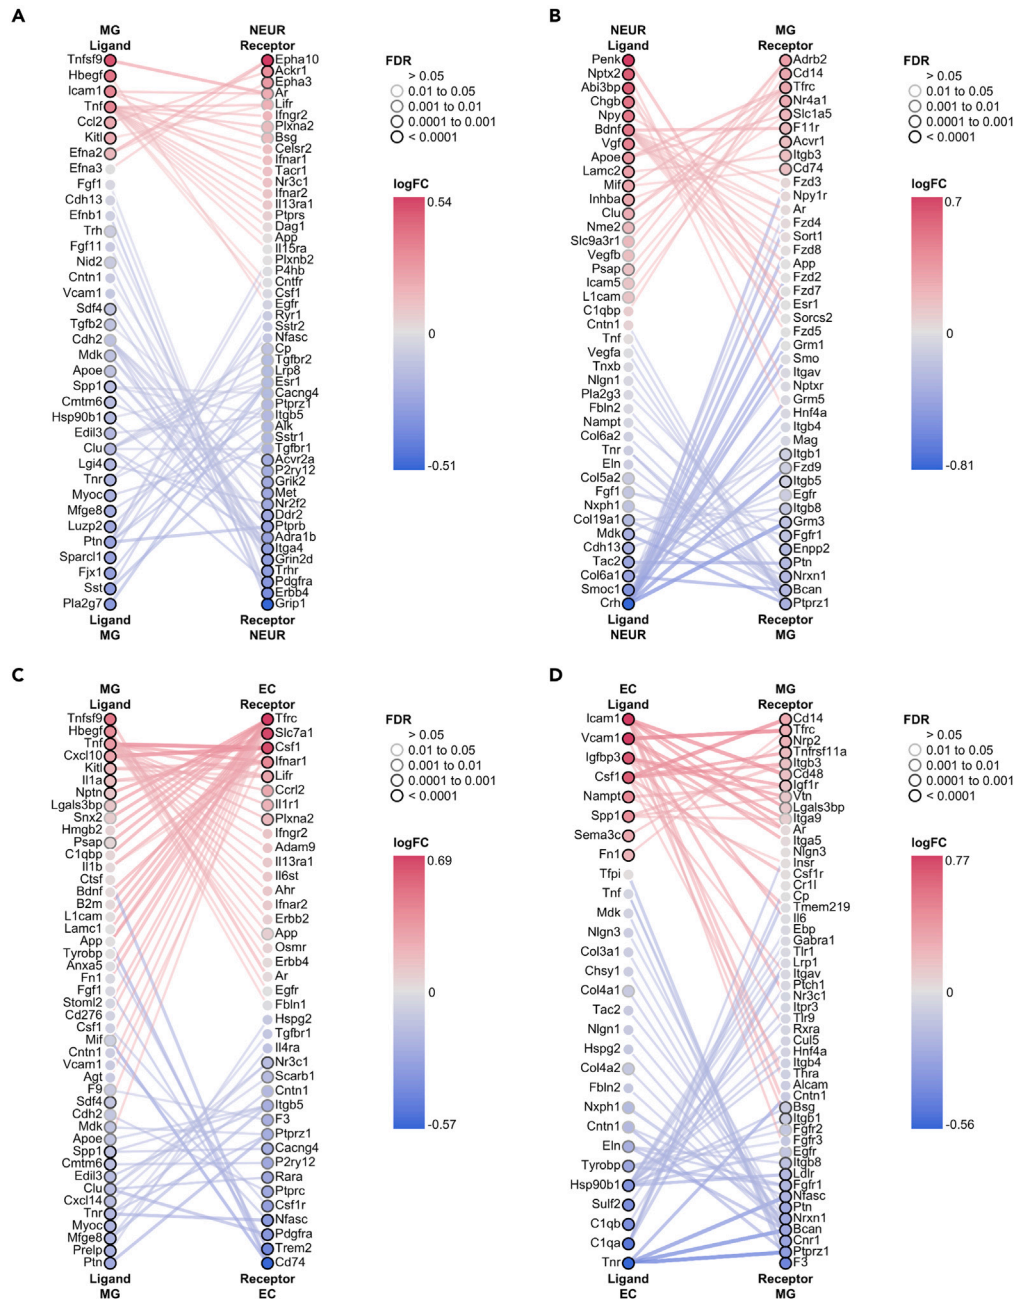 A
MG
Ligand
Tnfsf9
Hbegf
Icam1
Tnf
Ccl2
Kitl
Efna2
Efna3
Fgf1
Cdh13
Efnb1
Trh
Fgf11
Nid2
Cntn1
Vcam1
Sdf4
Tgfb2
Cdh2
Mdk
Apoe
Spp1
Cmtm6
Hsp90b1
Edil3
Clu
Lgi4
Tnr
Myoc
Mfge8
Luzp2
Ptn
Sparcl1
Fjx1
Sst
Pla2g7
Ligand
MG
NEUR
Receptor
Epha10
Ackr1
Epha3
Ar
Lifr
Ifngr2
Plxna2
Bsg
Celsr2
Ifnar1
Tacr1
Nr3c1
Ifnar2
Il13ra1
Ptprs
Dag1
App
Il15ra
Plxnb2
P4hb
Cntfr
Csf1
Egfr
Ryr1
Sstr2
Nfasc
Cp
Tgfbr2
Lrp8
Esr1
Cacng4
Ptprz1
Itgb5
Alk
Sstr1
Tgfbr1
Acvr2a
P2ry12
Grik2
Met
Nr2f2
Ddr2
Ptprb
Adra1b
Itga4
Grin2d
Trhr
Pdgfra
Erbb4
Grip1
Receptor
NEUR
FDR
> 0.05
0.01 to 0.05
0.001 to 0.01
0.0001 to 0.001
< 0.0001
logFC
0.54
0
-0.51
B
NEUR
Ligand
Penk
Nptx2
Abi3bp
Chgb
Npy
Bdnf
Vgf
Apoe
Lamc2
Mif
Inhba
Clu
Nme2
Slc9a3r1
Vegfb
Psap
Icam5
L1cam
C1qbp
Cntn1
Tnf
Vegfa
Tnxb
Nlgn1
Pla2g3
Fbln2
Nampt
Col6a2
Tnr
Eln
Col5a2
Fgf1
Nxph1
Col19a1
Mdk
Cdh13
Tac2
Col6a1
Smoc1
Crh
Ligand
NEUR
MG
Receptor
Adrb2
Cd14
Tfrc
Nr4a1
Slc1a5
F11r
Acvr1
Itgb3
Cd74
Fzd3
Npy1r
Ar
Fzd4
Sort1
Fzd8
App
Fzd2
Fzd7
Esr1
Sorcs2
Fzd5
Grm1
Smo
Itgav
Nptxr
Grm5
Hnf4a
Itgb4
Mag
Itgb1
Fzd9
Itgb5
Egfr
Itgb8
Grm3
Fgfr1
Enpp2
Ptn
Nrxn1
Bcan
Ptprz1
Receptor
MG
FDR
> 0.05
0.01 to 0.05
0.001 to 0.01
0.0001 to 0.001
< 0.0001
logFC
0.7
0
-0.81
C
MG
Ligand
Tnfsf9
Hbegf
Tnf
Cxcl10
Kitl
Il1a
Nptn
Lgals3bp
Snx2
Hmgb2
Psap
C1qbp
Il1b
Ctsf
Bdnf
B2m
L1cam
Lamc1
App
Tyrobp
Anxa5
Fn1
Fgf1
Stoml2
Cd276
Csf1
Mif
Cntn1
Vcam1
Agt
F9
Sdf4
Cdh2
Mdk
Apoe
Spp1
Cmtm6
Edil3
Clu
Cxcl14
Tnr
Myoc
Mfge8
Prelp
Ptn
Ligand
MG
EC
Receptor
Tfrc
Slc7a1
Csf1
Ifnar1
Lifr
Ccrl2
Il1r1
Plxna2
Ifngr2
Adam9
Il13ra1
Il6st
Ahr
Ifnar2
Erbb2
App
Osmr
Erbb4
Ar
Egfr
Fbln1
Hspg2
Tgfbr1
Il4ra
Nr3c1
Scarb1
Cntn1
Itgb5
F3
Ptprz1
Cacng4
P2ry12
Rara
Ptprc
Csf1r
Nfasc
Pdgfra
Trem2
Cd74
Receptor
EC
FDR
> 0.05
0.01 to 0.05
0.001 to 0.01
0.0001 to 0.001
< 0.0001
logFC
0.69
0
-0.57
D
EC
Ligand
Icam1
Vcam1
Igfbp3
Csf1
Nampt
Spp1
Sema3c
Fn1
Tfpi
Tnf
Mdk
Nlgn3
Col3a1
Chsy1
Col4a1
Tac2
Nlgn1
Hspg2
Col4a2
Fbln2
Nxph1
Cntn1
Eln
Tyrobp
Hsp90b1
Sulf2
C1qb
C1qa
Tnr
Ligand
EC
MG
Receptor
Cd14
Tfrc
Nrp2
Tnfrsf11a
Itgb3
Cd48
Igf1r
Vtn
Lgals3bp
Itga9
Ar
Itga5
Nlgn3
Insr
Csf1r
Cr1l
Cp
Tmem219
Il6
Ebp
Gabra1
Tlr1
Lrp1
Itgav
Ptch1
Nr3c1
Itpr3
Tlr9
Rxra
Cul5
Hnf4a
Itgb4
Thra
Alcam
Cntn1
Bsg
Itgb1
Fgfr2
Fgfr3
Egfr
Itgb8
Ldlr
Fgfr1
Nfasc
Ptn
Nrxn1
Bcan
Cnr1
Ptprz1
F3
Receptor
MG
FDR
> 0.05
0.01 to 0.05
0.001 to 0.01
0.0001 to 0.001
< 0.0001
logFC
0.77
0
-0.56